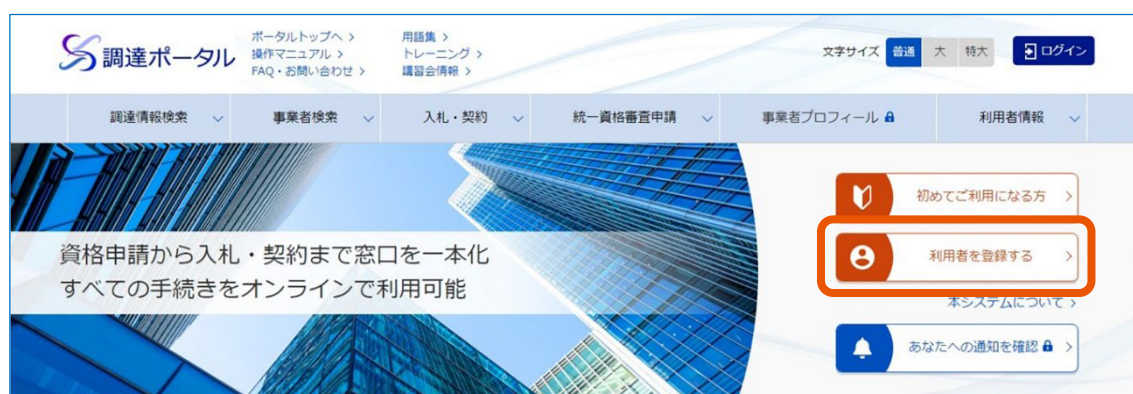 調達ポータル
ポータルトップへ >
操作マニュアル >
FAQ・お問い合わせ >
用語集 >
トレーニング >
講習会情報 >
文字サイズ 普通 大 特大 ログイン
調達情報検索 事業者検索 入札・契約 統一資格審査申請 事業者プロフィール 利用者情報
初めてご利用になる方 >
利用者を登録する >
本システムについて >
あなたへの通知を確認 >
資格申請から入札・契約まで窓口を一本化
すべての手続きをオンラインで利用可能